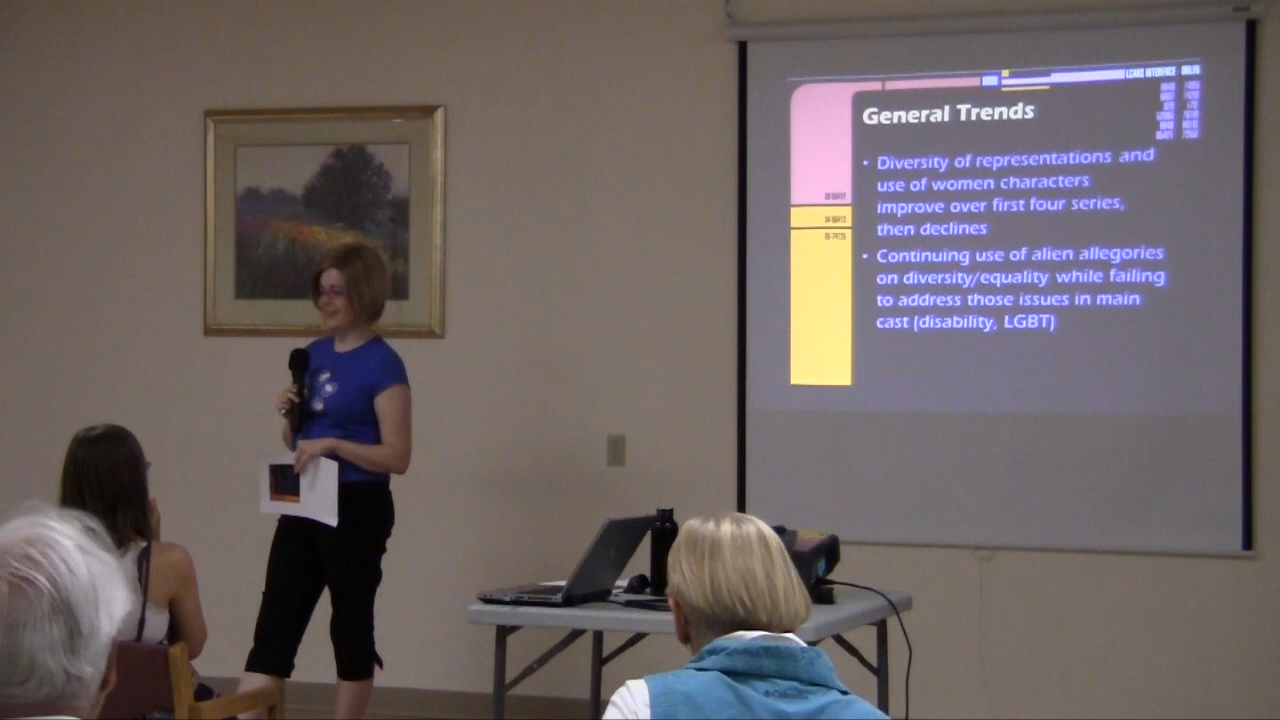 LCARS INTERFACE ONLINE
General Trends
• Diversity of representations and
use of women characters
improve over first four series,
then declines
• Continuing use of alien allegories
on diversity/equality while failing
to address those issues in main
cast (disability, LGBT)
Columbia